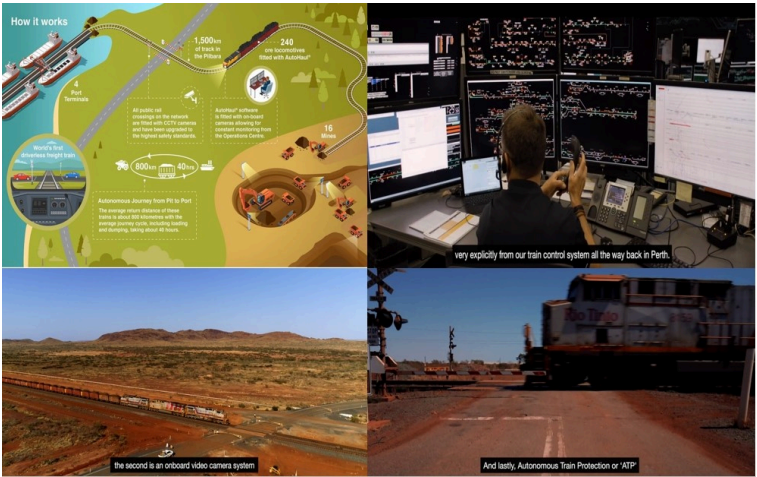 How it works
1,500km
of track in
the Pilbara
240
ore locomotives
fitted with AutoHaul®
4
Port
Terminals
All public rail
crossings on the network
are fitted with CCTV cameras
and have been upgraded to
the highest safety standards.
AutoHaul® software
is fitted with on-board
cameras allowing for
constant monitoring from
the Operations Centre.
16
Mines
World's first
driverless freight train
800km
40hrs
Autonomous Journey from Pit to Port
The average return distance of these
trains is about 800 kilometres with the
average journey cycle, including loading
and dumping, taking about 40 hours.
very explicitly from our train control system all the way back in Perth.
the second is an onboard video camera system
Rio Tinto
And lastly, Autonomous Train Protection or 'ATP'